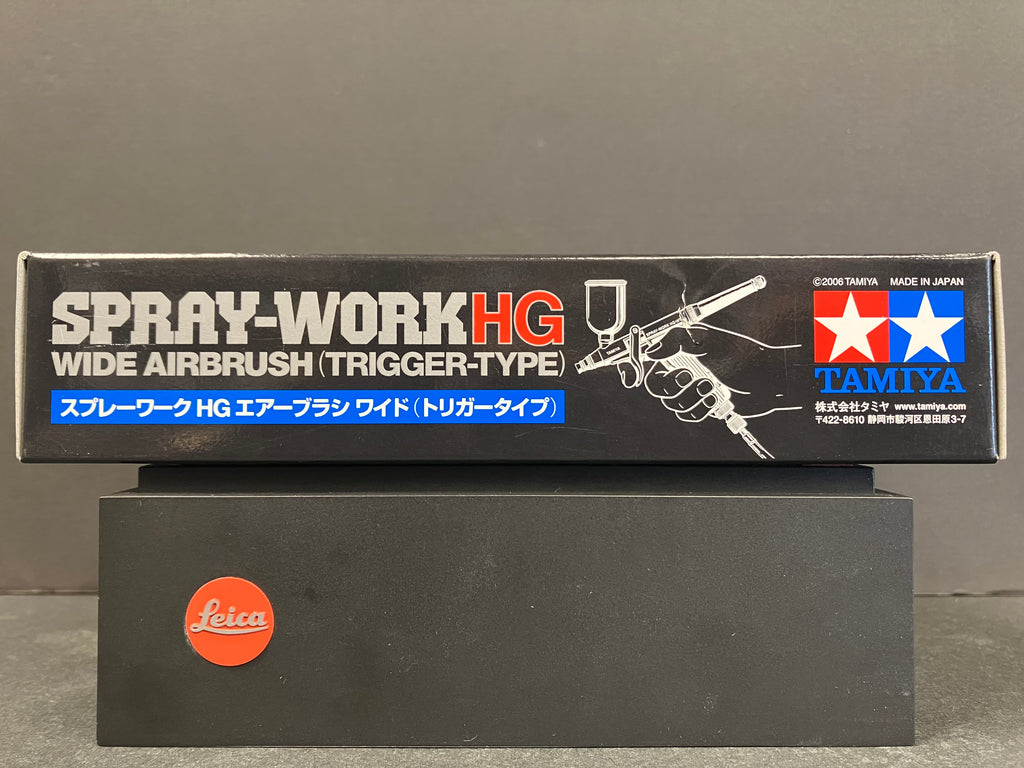 SPRAY-WORK HG
WIDE AIRBRUSH (TRIGGER-TYPE)
スプレーワーク HG エアーブラシ ワイド（トリガータイプ）
©2006 TAMIYA MADE IN JAPAN
TAMIYA
株式会社タミヤ www.tamiya.com
〒422-8610 静岡市駿河区恩田原3-7
Leica